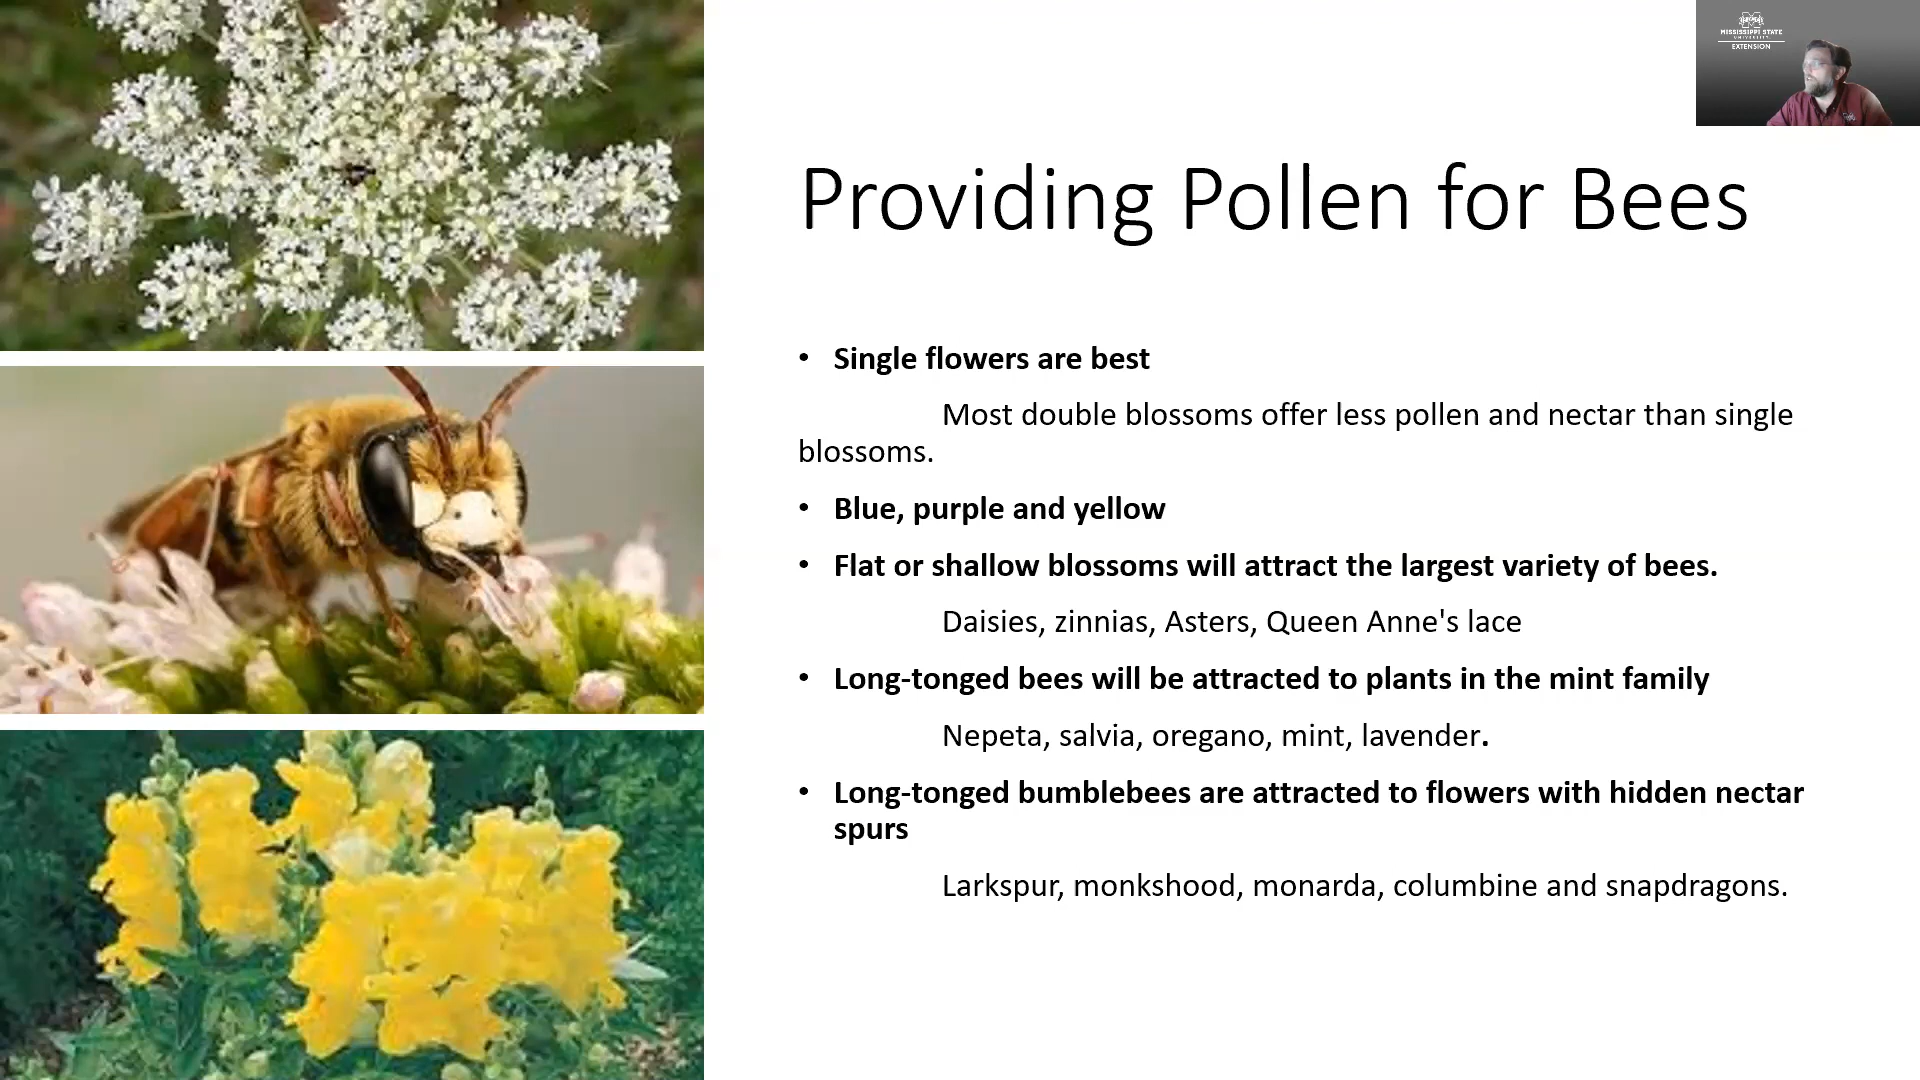 MISSISSIPPI STATE
UNIVERSITY
EXTENSION
Providing Pollen for Bees
• Single flowers are best
Most double blossoms offer less pollen and nectar than single
blossoms.
• Blue, purple and yellow
• Flat or shallow blossoms will attract the largest variety of bees.
Daisies, zinnias, Asters, Queen Anne's lace
• Long-tonged bees will be attracted to plants in the mint family
Nepeta, salvia, oregano, mint, lavender.
• Long-tonged bumblebees are attracted to flowers with hidden nectar
spurs
Larkspur, monkshood, monarda, columbine and snapdragons.